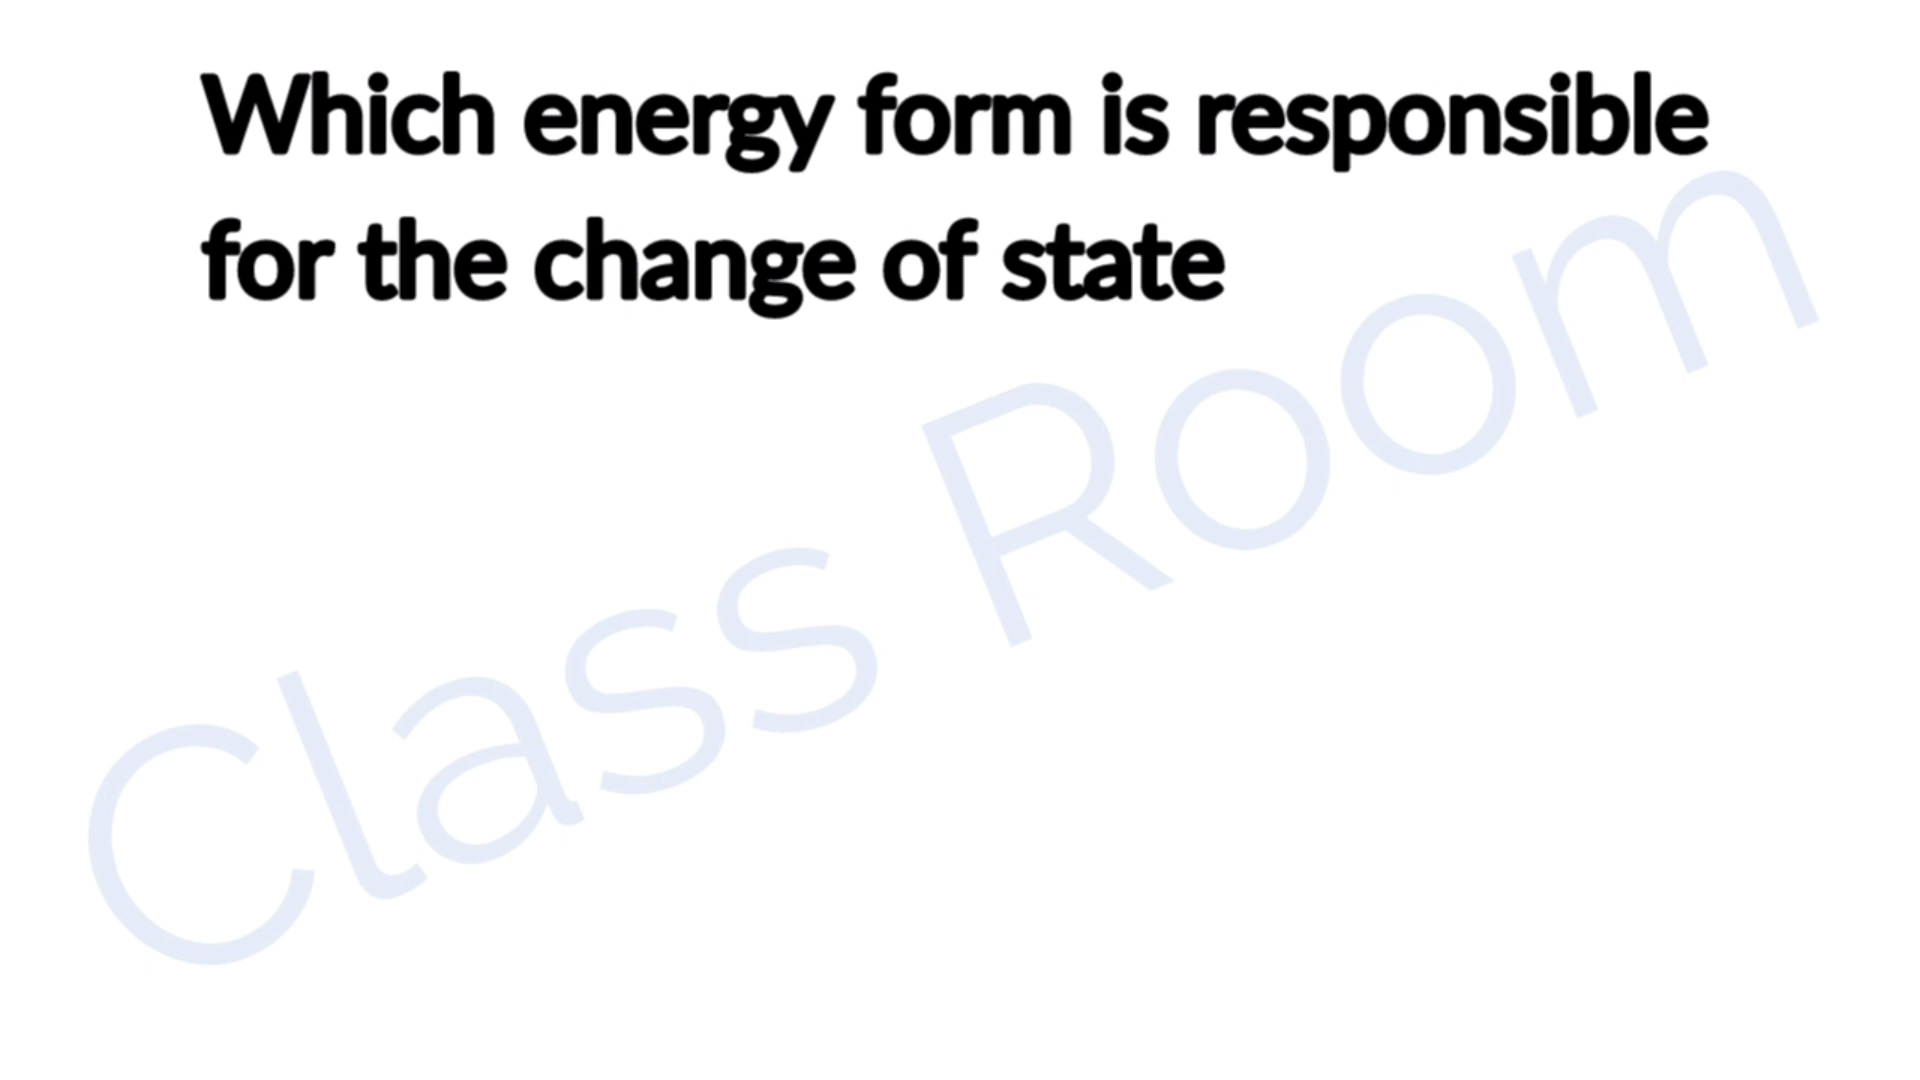 Which energy form is responsible
for the change of state
Class Room